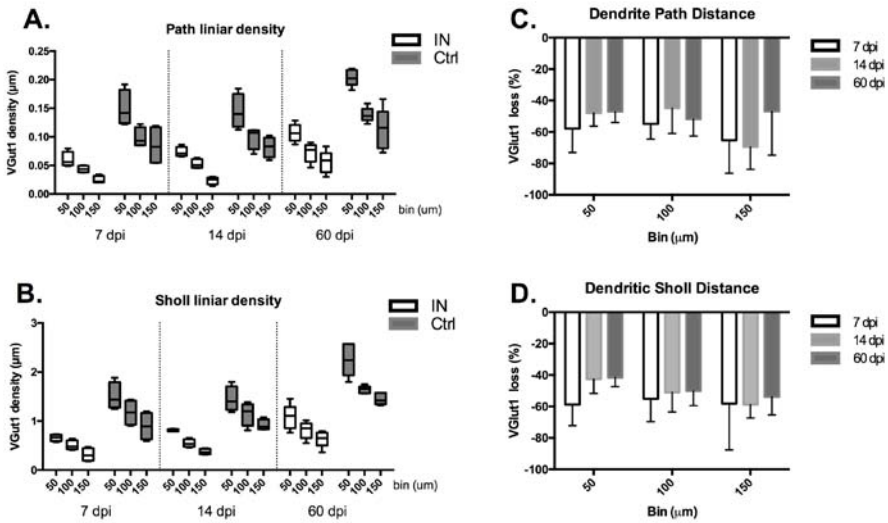 A.
Path liniar density
IN
Ctrl
VGut1 density (μm)
0.25
0.20
0.15
0.10
0.05
0.00
50 100 150 50 100 150 50 100 150 50 100 150 50 100 150 50 100 150
bin (um)
7 dpi 14 dpi 60 dpi
B.
Sholl liniar density
IN
Ctrl
VGut1 density (μm)
3
2
1
0
50 100 150 50 100 150 50 100 150 50 100 150 50 100 150 50 100 150
bin (um)
7 dpi 14 dpi 60 dpi
C.
Dendrite Path Distance
7 dpi
14 dpi
60 dpi
VGlut1 loss (%)
0
-20
-40
-60
-80
-100
50 100 150
Bin (μm)
D.
Dendritic Sholl Distance
7 dpi
14 dpi
60 dpi
VGlut1 loss (%)
0
-20
-40
-60
-80
-100
50 100 150
Bin (μm)